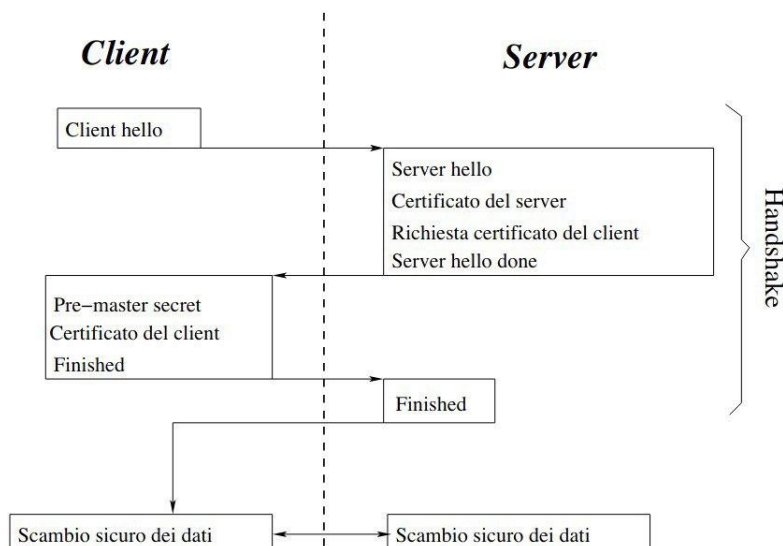 Client
Server
Client hello
Server hello
Certificato del server
Richiesta certificato del client
Server hello done
Handshake
Pre−master secret
Certificato del client
Finished
Finished
Scambio sicuro dei dati
Scambio sicuro dei dati